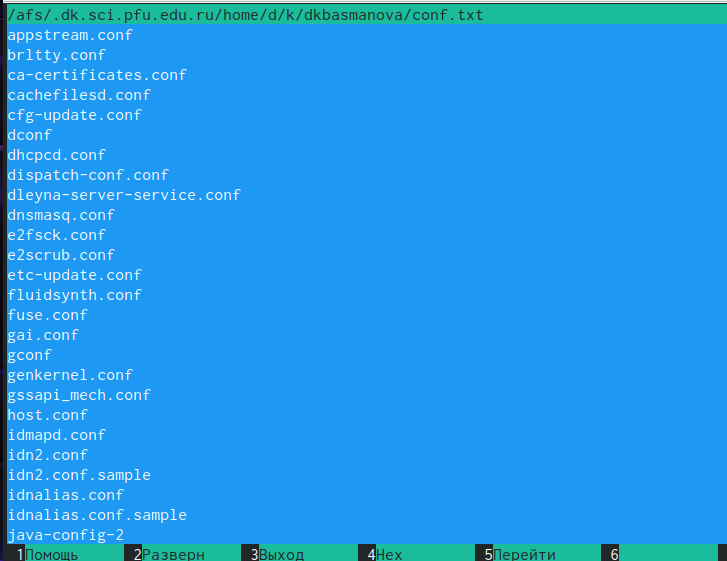 /afs/.dk.sci.pfu.edu.ru/home/d/k/dkbasmanova/conf.txt
appstream.conf
brltty.conf
ca-certificates.conf
cachefilesd.conf
cfg-update.conf
dconf
dhcpcd.conf
dispatch-conf.conf
dleyna-server-service.conf
dnsmasq.conf
e2fsck.conf
e2scrub.conf
etc-update.conf
fluidsynth.conf
fuse.conf
gai.conf
gconf
genkernel.conf
gssapi_mech.conf
host.conf
idmapd.conf
idn2.conf
idn2.conf.sample
idnalias.conf
idnalias.conf.sample
java-config-2
1Помощь 2Разверн 3Выход 4Hex 5Перейти 6